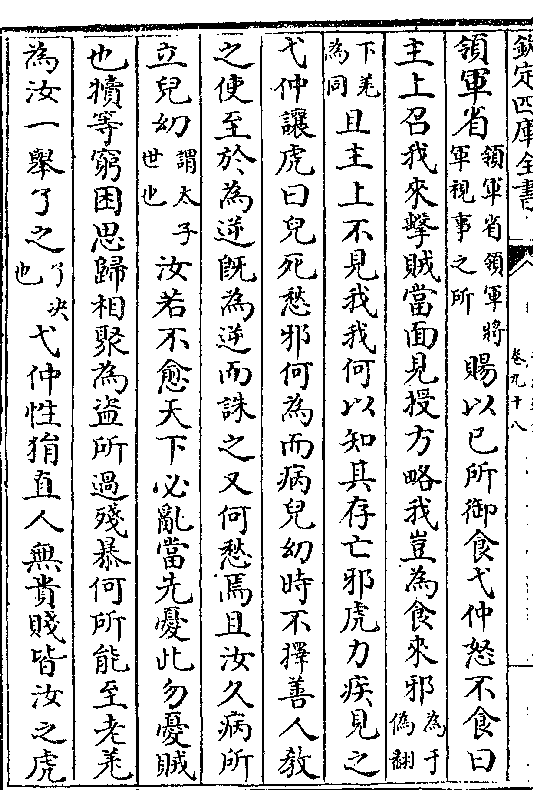 欽定四庫全書
卷九十八
領軍省領軍省領軍將軍視事之所賜以已所御食弋仲怒不食曰
主上召我來擊賊當面見授方略我豈為食來邪為于偽翻
下羌為同且主上不見我我何以知其存亡邪虎力疾見之
弋仲讓虎曰兒死愁邪何為而病兒幼時不擇善人教
之使至於為逆既為逆而誅之又何愁焉且汝久病所
立兒幼謂太子世也汝若不愈天下必亂當先憂此勿憂賊
也犢等窮困思歸相聚為盜所過殘暴何所能至老羌
為汝一舉了之了決也弋仲性狷直人無貴賤皆汝之虎